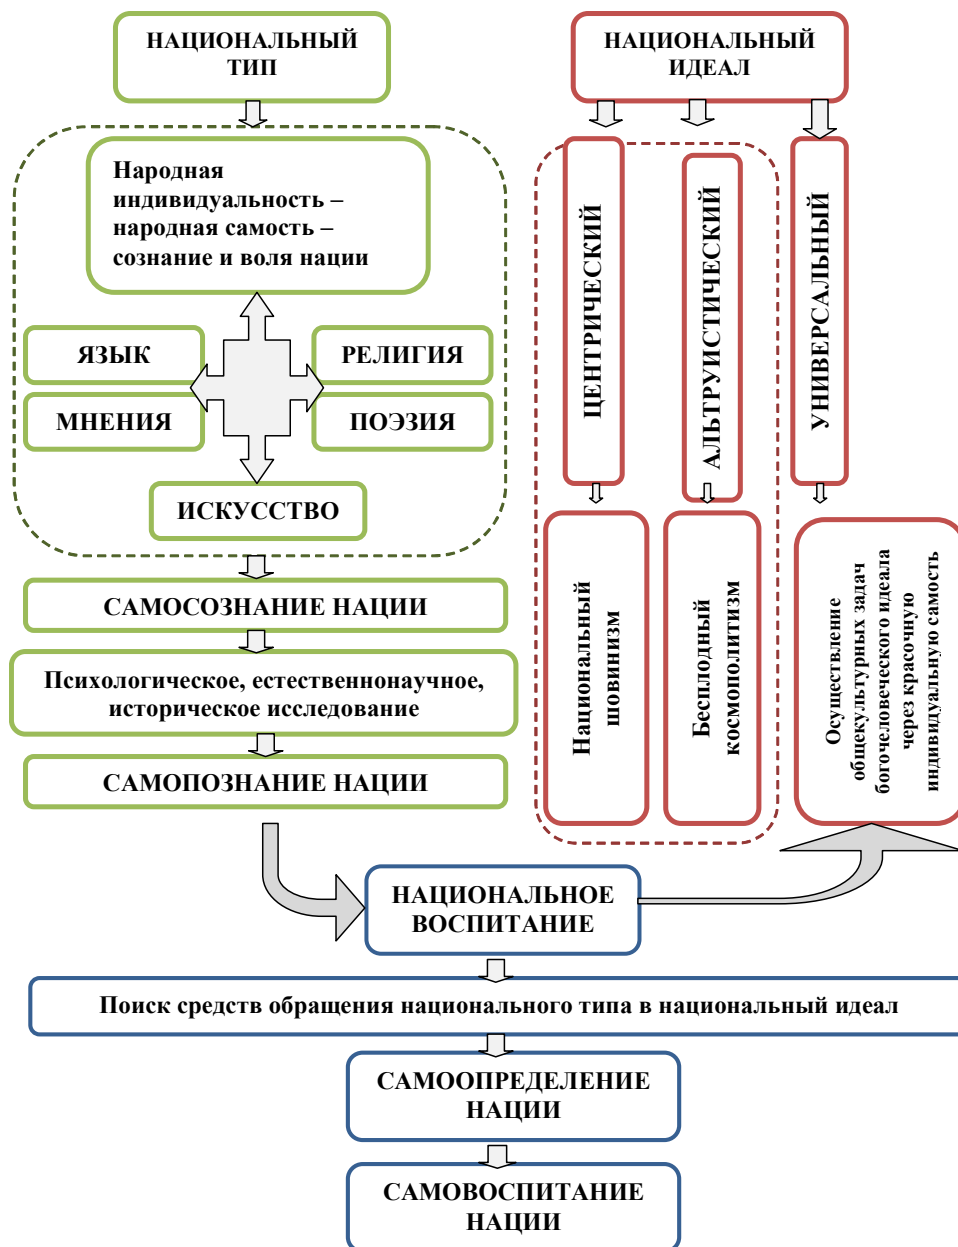 НАЦИОНАЛЬНЫЙ
ТИП
Народная
индивидуальность –
народная самость –
сознание и воля нации
ЯЗЫК
РЕЛИГИЯ
МНЕНИЯ
ПОЭЗИЯ
ИСКУССТВО
САМОСОЗНАНИЕ НАЦИИ
Психологическое, естественнонаучное,
историческое исследование
САМОПОЗНАНИЕ НАЦИИ
НАЦИОНАЛЬНЫЙ
ИДЕАЛ
ЦЕНТРИЧЕСКИЙ
АЛЬТРУИСТИЧЕСКИЙ
УНИВЕРСАЛЬНЫЙ
Национальный
шовинизм
Бесплодный
космополитизм
Осуществление
общекультурных задач
богочеловеческого идеала
через красочную
индивидуальную самость
НАЦИОНАЛЬНОЕ
ВОСПИТАНИЕ
Поиск средств обращения национального типа в национальный идеал
САМООПРЕДЕЛЕНИЕ
НАЦИИ
САМОВОСПИТАНИЕ
НАЦИИ